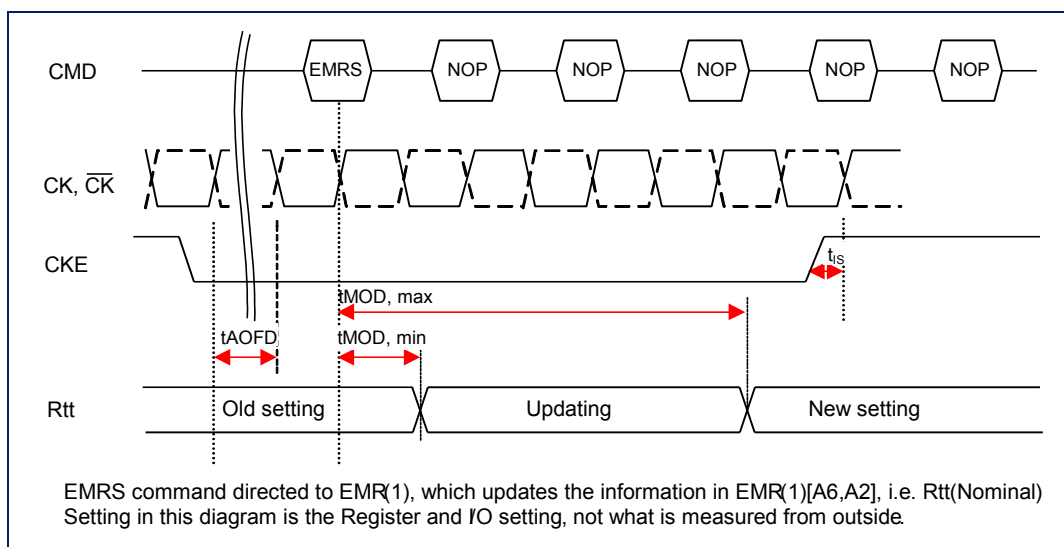 CMD
EMRS NOP NOP NOP NOP NOP
CK, C̅K̅
CKE
tIS
tMOD, max
tAOFD
tMOD, min
Rtt
Old setting Updating New setting
EMRS command directed to EMR(1), which updates the information in EMR(1)[A6,A2], i.e. Rtt(Nominal)
Setting in this diagram is the Register and I/O setting, not what is measured from outside.